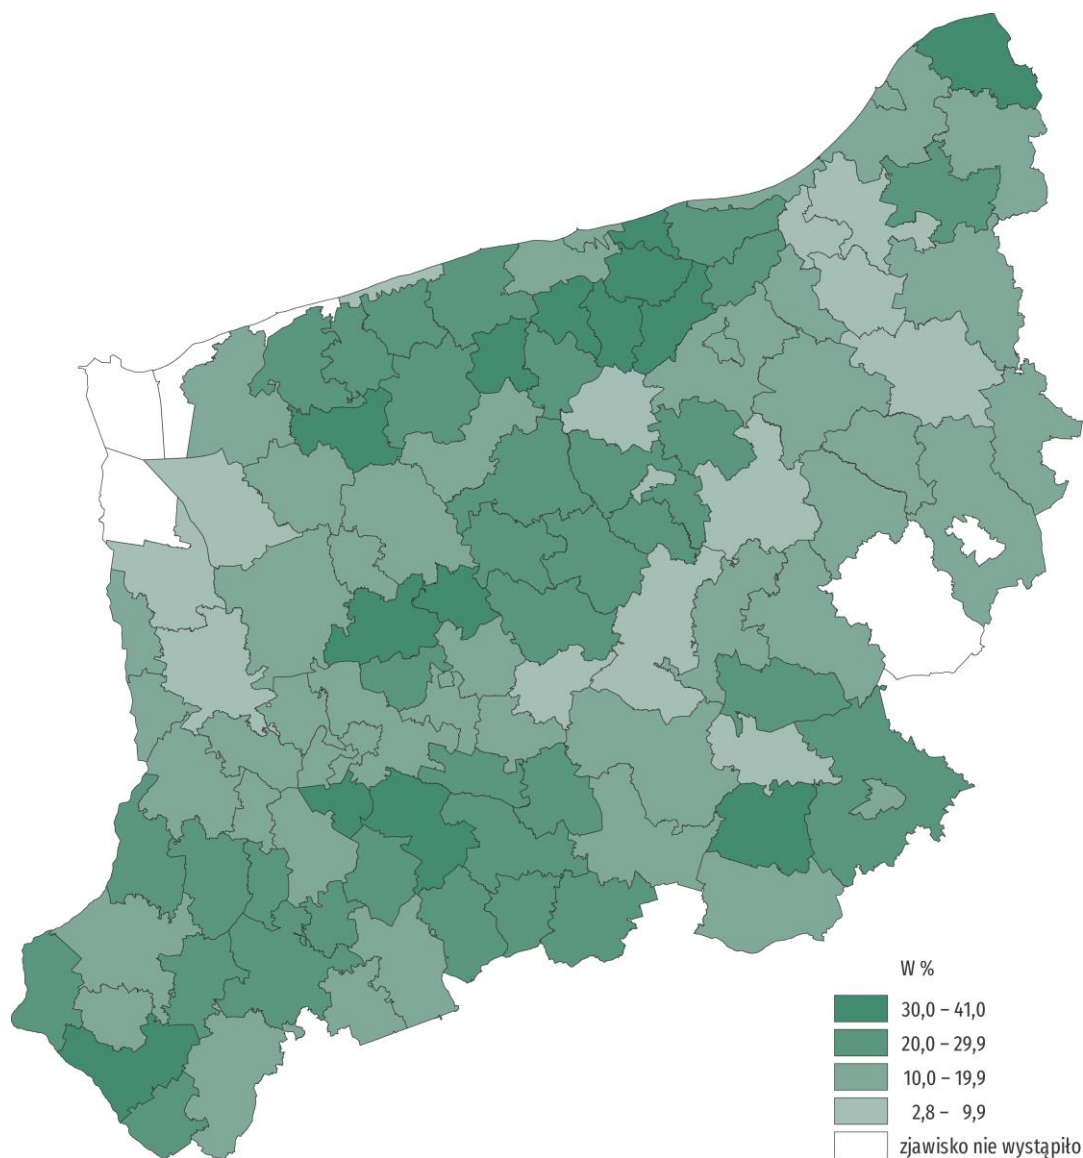 W %
30,0 – 41,0
20,0 – 29,9
10,0 – 19,9
2,8 – 9,9
zjawisko nie wystąpiło